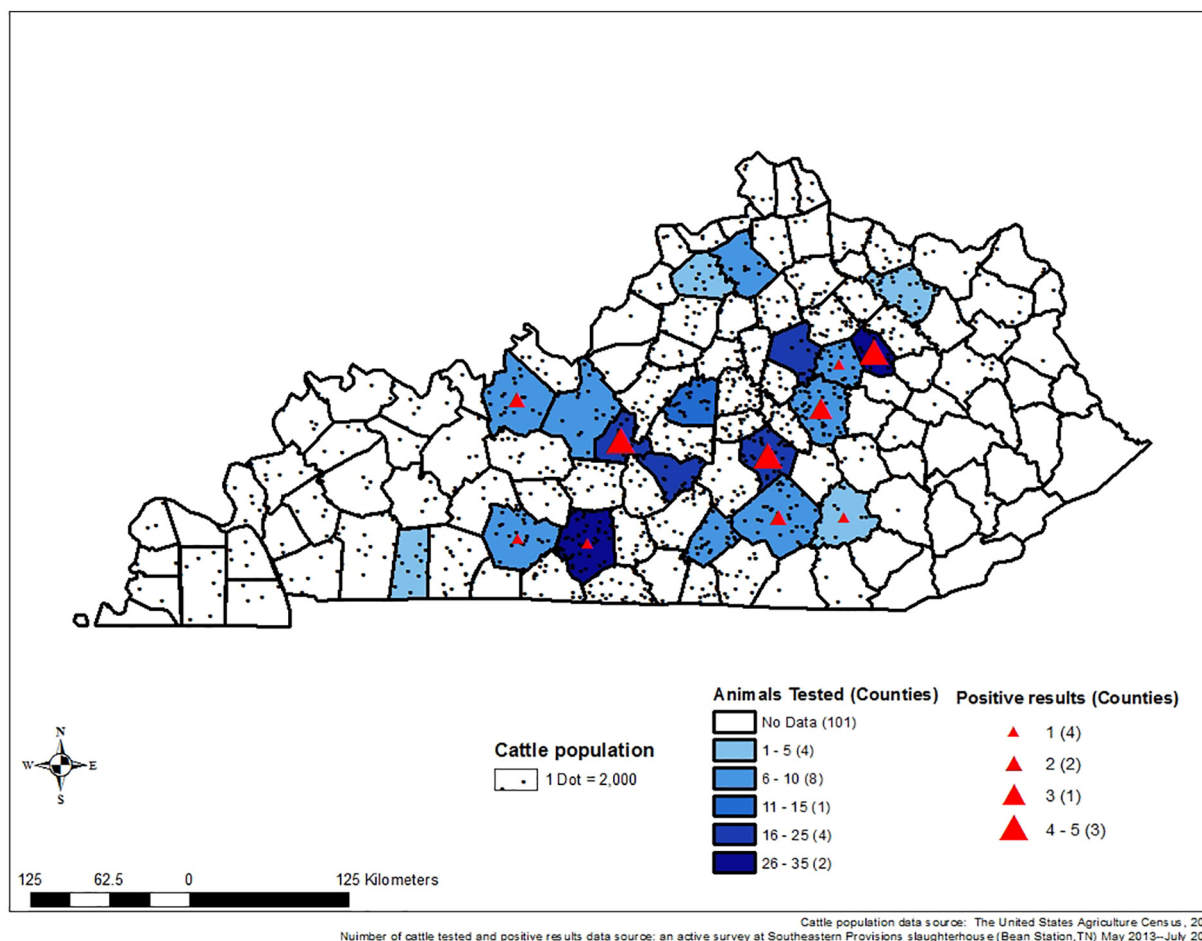 N
W E
S
Cattle population
1 Dot = 2,000
Animals Tested (Counties)
No Data (101)
1 - 5 (4)
6 - 10 (8)
11 - 15 (1)
16 - 25 (4)
26 - 35 (2)
Positive results (Counties)
1 (4)
2 (2)
3 (1)
4 - 5 (3)
125 62.5 0 125 Kilometers
Cattle population data source: The United States Agriculture Census, 20
Nuimber of cattle tested and positive results data source: an active survey at Southeastern Provisions slaughterhouse (Bean Station,TN) May 2013--July 20